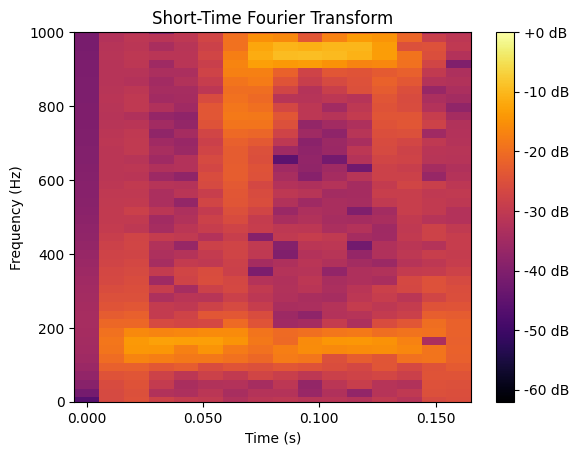 Short-Time Fourier Transform
1000
800
600
400
200
0
Frequency (Hz)
0.000
0.050
0.100
0.150
Time (s)
+0 dB
-10 dB
-20 dB
-30 dB
-40 dB
-50 dB
-60 dB